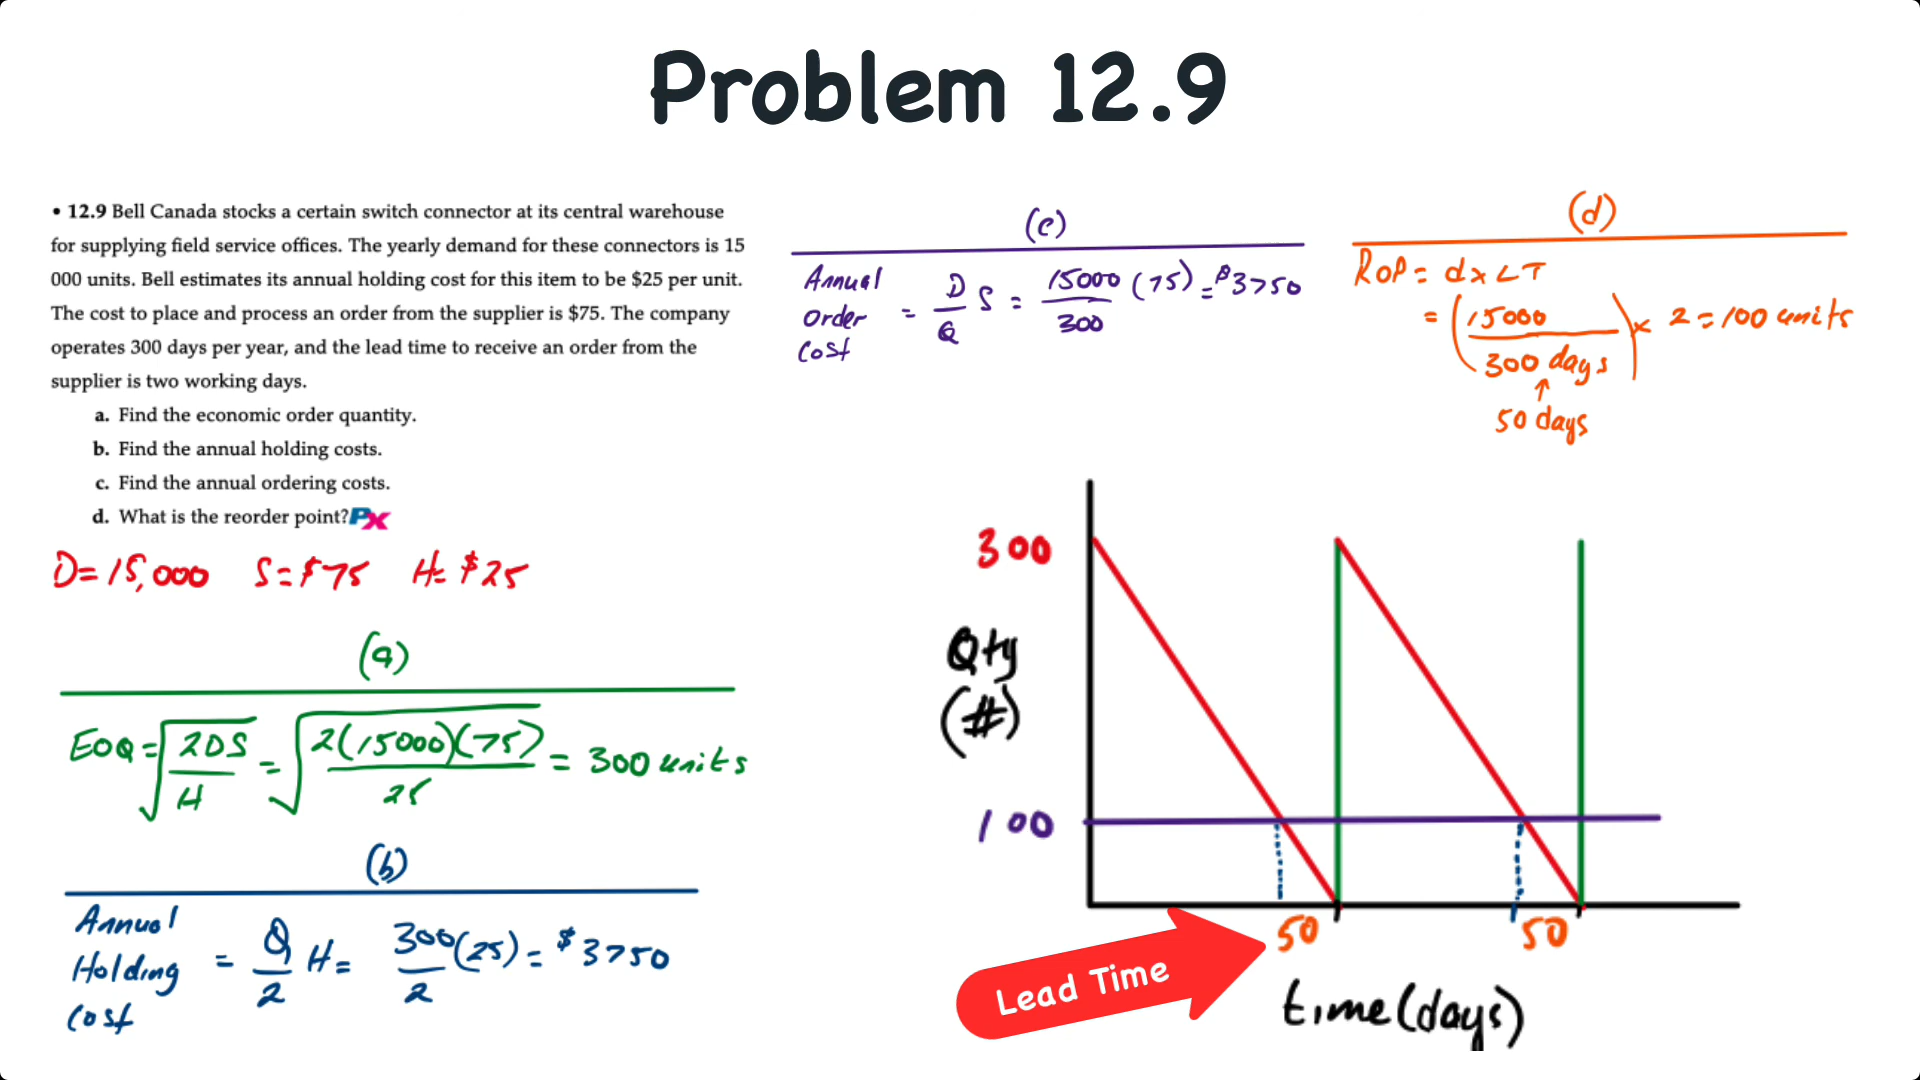 Problem 12.9
• 12.9 Bell Canada stocks a certain switch connector at its central warehouse
for supplying field service offices. The yearly demand for these connectors is 15
000 units. Bell estimates its annual holding cost for this item to be $25 per unit.
The cost to place and process an order from the supplier is $75. The company
operates 300 days per year, and the lead time to receive an order from the
supplier is two working days.
a. Find the economic order quantity.
b. Find the annual holding costs.
c. Find the annual ordering costs.
d. What is the reorder point? PX
D=15,000 S=$75 H=$25
(a)
EOQ=√2DS/H = √2(15000)(75)/25 = 300 units
(b)
Annual
Holding
Cost
= Q/2 H = 300/2 (25) = $3750
(c)
Annual
order
cost
= D/Q S = 15000/300 (75) = $3750
(d)
ROP = d x LT
= (15000/300 days) x 2 = 100 units
↑
50 days
300
Qty
(#)
100
50 50
Lead Time
time(days)